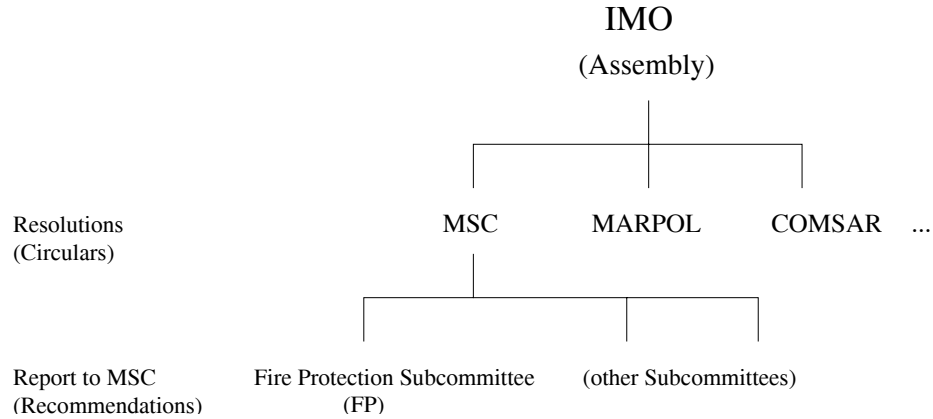 IMO
(Assembly)
Resolutions
(Circulars)
MSC MARPOL COMSAR ...
Report to MSC
(Recommendations)
Fire Protection Subcommittee
(FP)
(other Subcommittees)